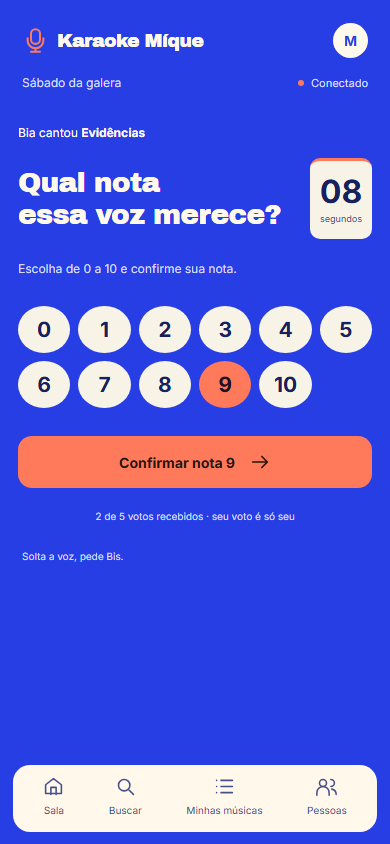 Karaoke Míque
M
Sábado da galera
Conectado
Bia cantou Evidências
Qual nota
essa voz merece?
08
segundos
Escolha de 0 a 10 e confirme sua nota.
0 1 2 3 4 5
6 7 8 9 10
Confirmar nota 9 →
2 de 5 votos recebidos · seu voto é só seu
Solta a voz, pede Bis.
Sala Buscar Minhas músicas Pessoas